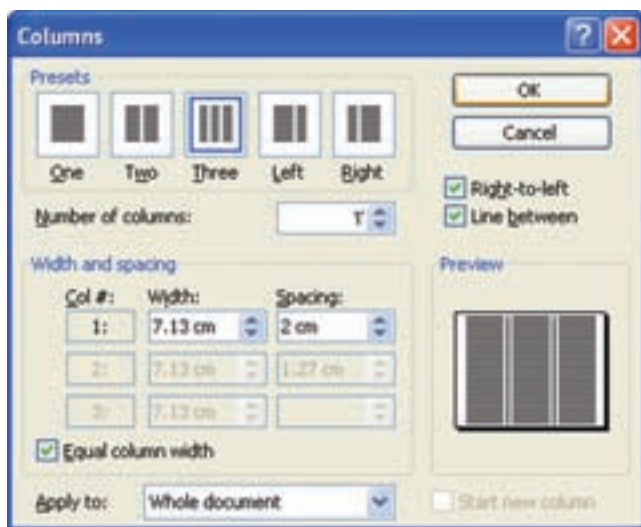 Columns
Presets
One Two Three Left Right
OK
Cancel
Right-to-left
Line between
Number of columns:
Width and spacing
Col #: Width: Spacing:
1: 7.13 cm 2 cm
2: 7.13 cm 1.27 cm
3: 7.13 cm
Equal column width
Preview
Apply to: Whole document
Start new column